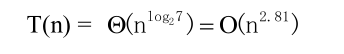 T(n) = Θ(n^{log₂7}) = O(n^{2.81})